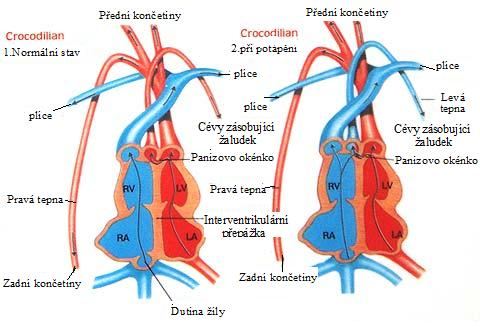 Přední končetiny
Crocodilian
1.Normální stav
plíce
plíce
Cévy zásobující
žaludek
Panizovo okénko
RV
LV
Pravá tepna
Interventrikulární
přepážka
RA
LA
Zadní končetiny
Dutina žíly
Přední končetiny
Crocodilian
2.při potápění
plíce
plíce
Levá
tepna
Cévy zásobující
žaludek
Panizovo okénko
RV
LV
Pravá tepna
RA
LA
Zadní končetiny